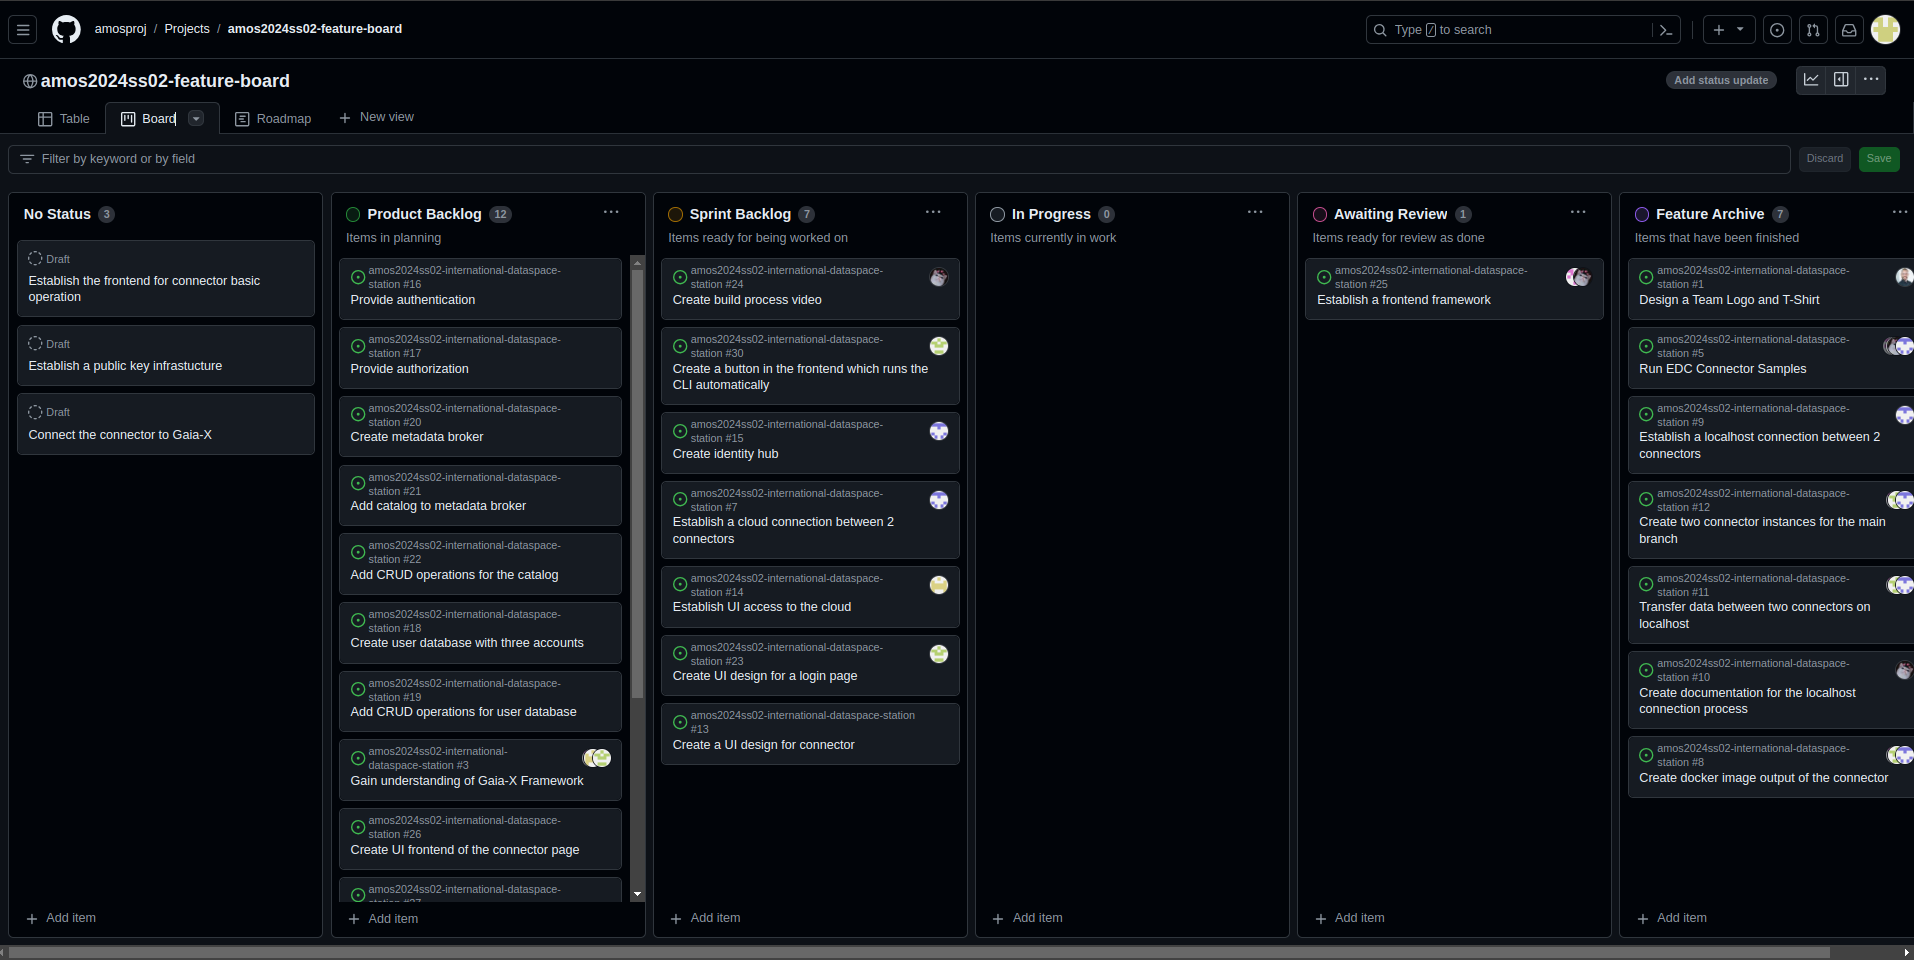 amosproj / Projects / amos2024ss02-feature-board
Type / to search
amos2024ss02-feature-board
Add status update
Table
Board
Roadmap
New view
Filter by keyword or by field
Discard
Save
No Status 3
Draft
Establish the frontend for connector basic
operation
Draft
Establish a public key infrastucture
Draft
Connect the connector to Gaia-X
Add item
Product Backlog 12
Items in planning
amos2024ss02-international-dataspace-
station #16
Provide authentication
amos2024ss02-international-dataspace-
station #17
Provide authorization
amos2024ss02-international-dataspace-
station #20
Create metadata broker
amos2024ss02-international-dataspace-
station #21
Add catalog to metadata broker
amos2024ss02-international-dataspace-
station #22
Add CRUD operations for the catalog
amos2024ss02-international-dataspace-
station #18
Create user database with three accounts
amos2024ss02-international-dataspace-
station #19
Add CRUD operations for user database
amos2024ss02-international-
dataspace-station #3
Gain understanding of Gaia-X Framework
amos2024ss02-international-dataspace-
station #26
Create UI frontend of the connector page
amos2024ss02-international-dataspace-
station #27
Add item
Sprint Backlog 7
Items ready for being worked on
amos2024ss02-international-dataspace-
station #24
Create build process video
amos2024ss02-international-dataspace-
station #30
Create a button in the frontend which runs the
CLI automatically
amos2024ss02-international-dataspace-
station #15
Create identity hub
amos2024ss02-international-dataspace-
station #7
Establish a cloud connection between 2
connectors
amos2024ss02-international-dataspace-
station #14
Establish UI access to the cloud
amos2024ss02-international-dataspace-
station #23
Create UI design for a login page
amos2024ss02-international-dataspace-station
#13
Create a UI design for connector
Add item
In Progress 0
Items currently in work
Add item
Awaiting Review 1
Items ready for review as done
amos2024ss02-international-dataspace-
station #25
Establish a frontend framework
Add item
Feature Archive 7
Items that have been finished
amos2024ss02-international-dataspace-
station #1
Design a Team Logo and T-Shirt
amos2024ss02-international-dataspace-
station #5
Run EDC Connector Samples
amos2024ss02-international-dataspace-
station #9
Establish a localhost connection between 2
connectors
amos2024ss02-international-dataspace-
station #12
Create two connector instances for the main
branch
amos2024ss02-international-dataspace-
station #11
Transfer data between two connectors on
localhost
amos2024ss02-international-dataspace-
station #10
Create documentation for the localhost
connection process
amos2024ss02-international-dataspace-
station #8
Create docker image output of the connector
Add item